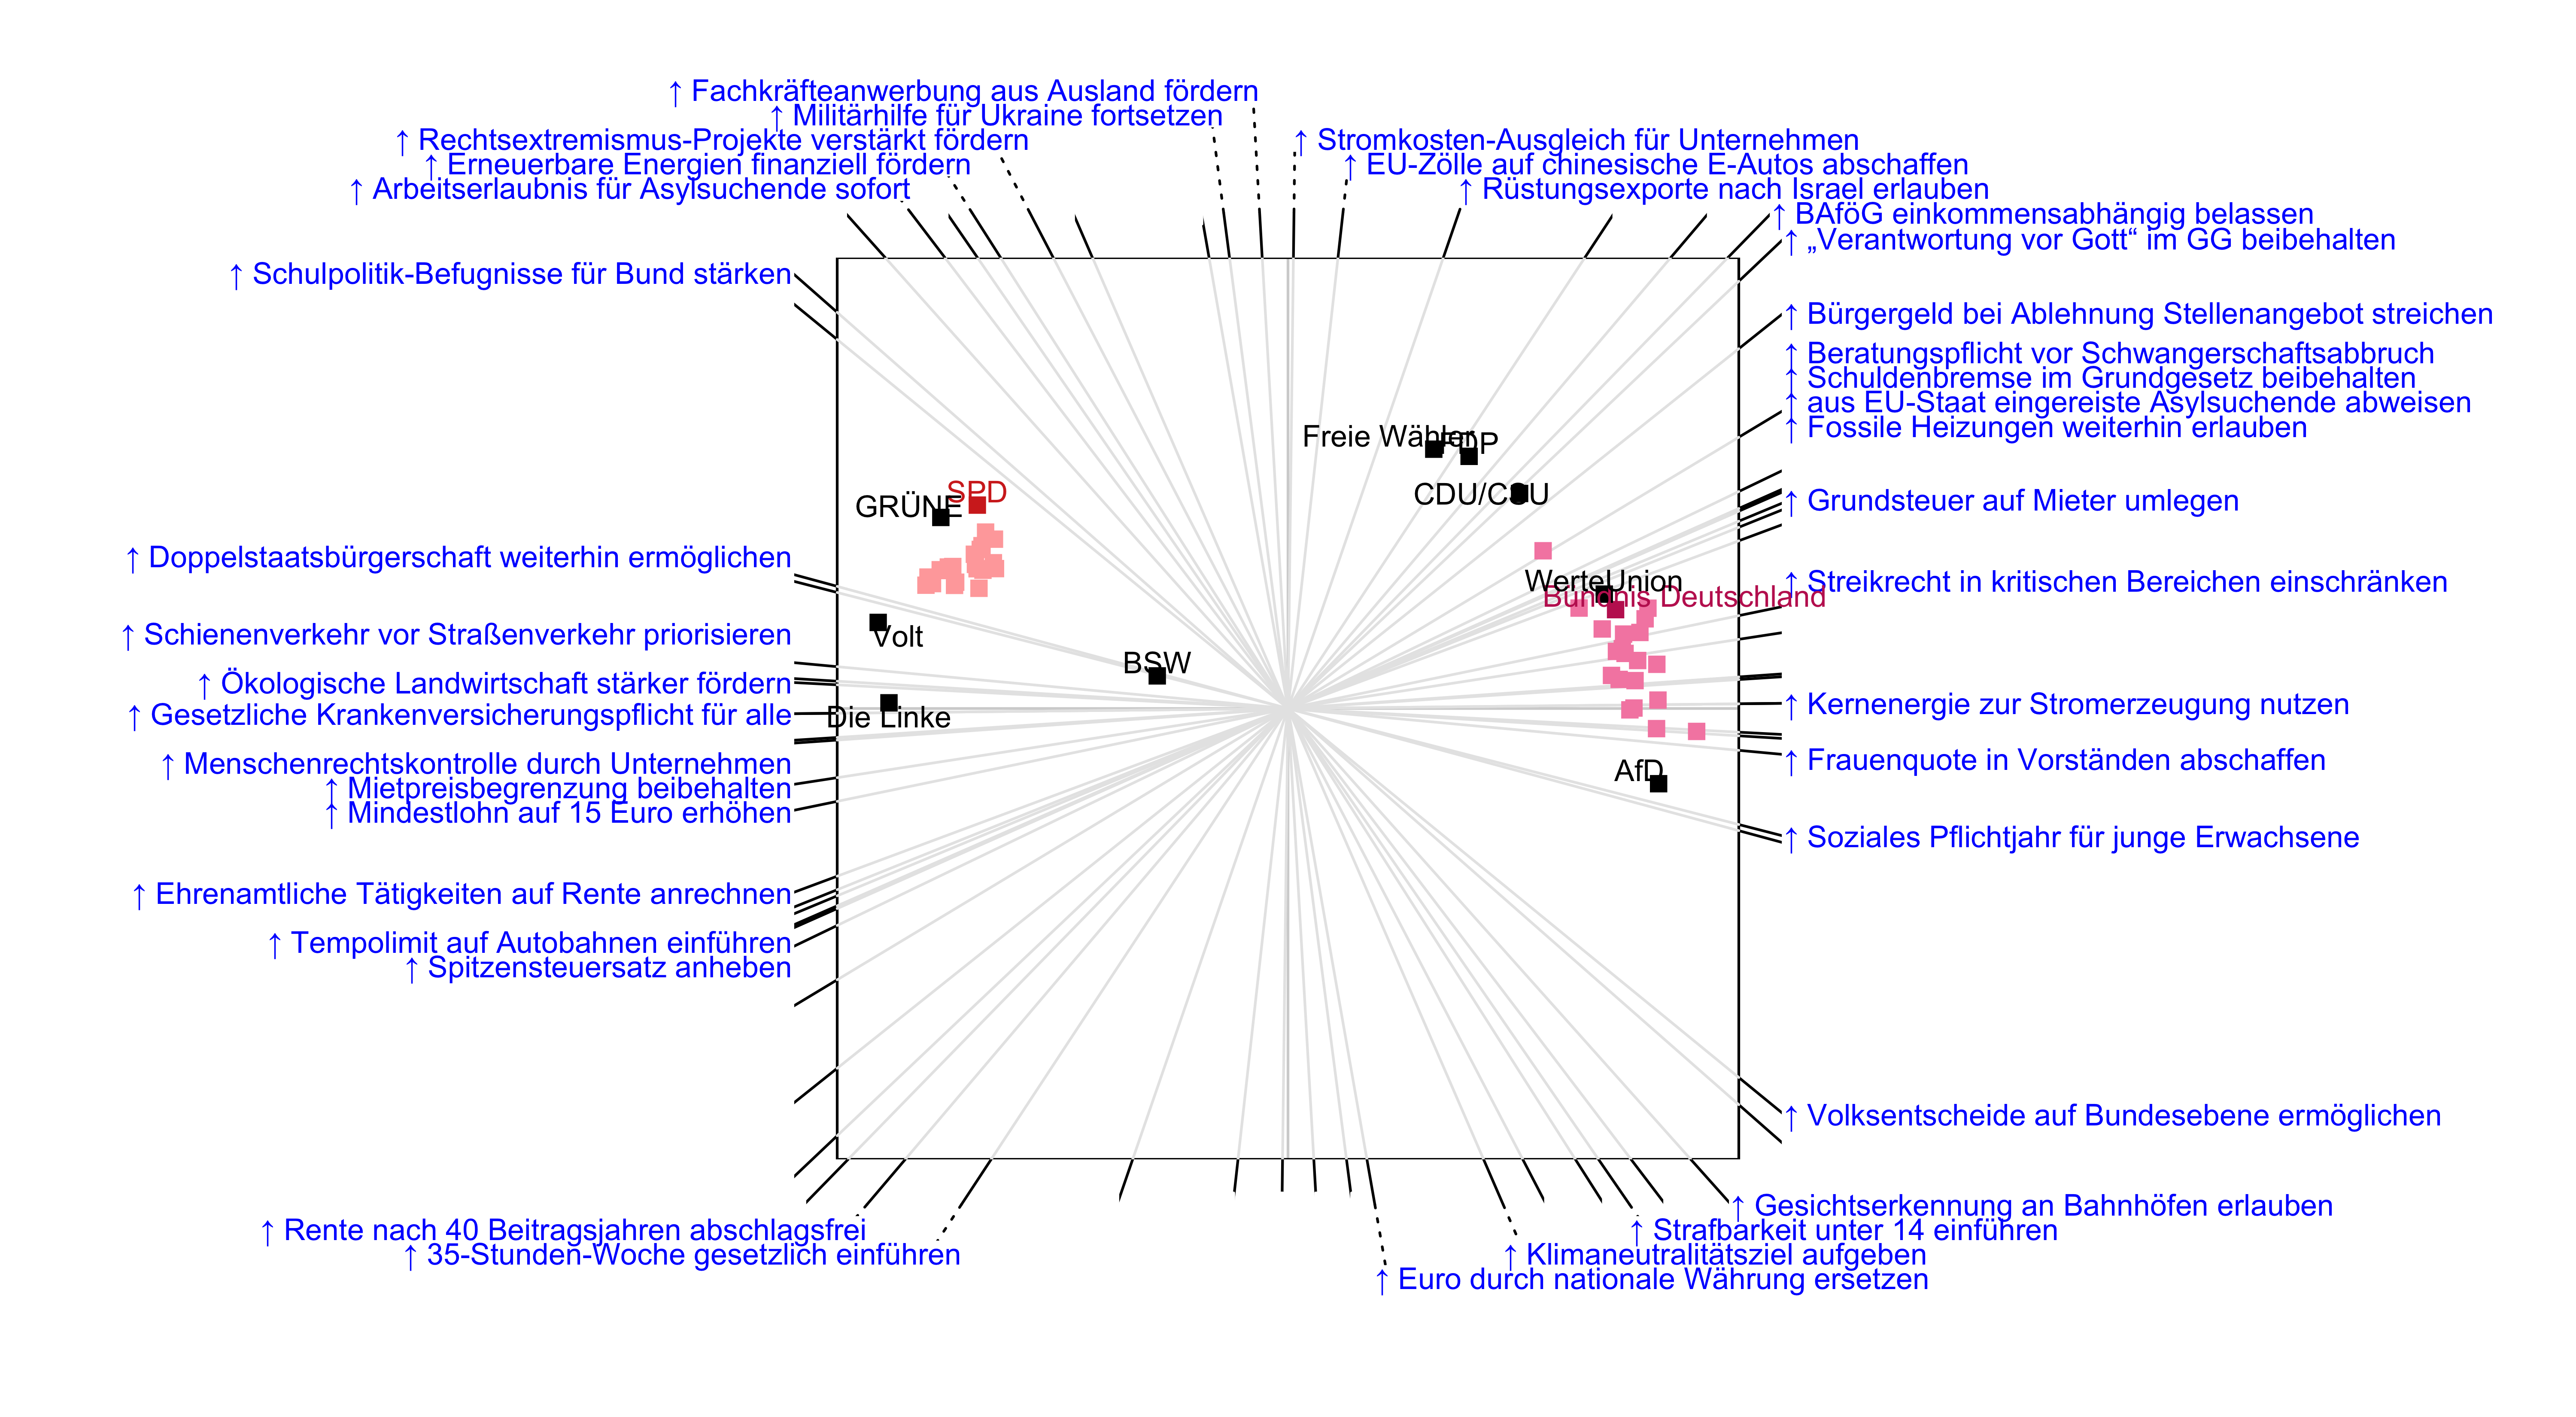 ↑ Fachkräfteanwerbung aus Ausland fördern
↑ Militärhilfe für Ukraine fortsetzen
↑ Rechtsextremismus-Projekte verstärkt fördern
↑ Erneuerbare Energien finanziell fördern
↑ Arbeitserlaubnis für Asylsuchende sofort
↑ Stromkosten-Ausgleich für Unternehmen
↑ EU-Zölle auf chinesische E-Autos abschaffen
↑ Rüstungsexporte nach Israel erlauben
↑ BAföG einkommensabhängig belassen
↑ „Verantwortung vor Gott“ im GG beibehalten
↑ Schulpolitik-Befugnisse für Bund stärken
↑ Bürgergeld bei Ablehnung Stellenangebot streichen
↑ Beratungspflicht vor Schwangerschaftsabbruch
↑ Schuldenbremse im Grundgesetz beibehalten
↑ aus EU-Staat eingereiste Asylsuchende abweisen
↑ Fossile Heizungen weiterhin erlauben
Freie Wähler
FDP
CDU/CSU
SPD
GRÜNE
↑ Grundsteuer auf Mieter umlegen
↑ Doppelstaatsbürgerschaft weiterhin ermöglichen
WerteUnion
↑ Streikrecht in kritischen Bereichen einschränken
Bündnis Deutschland
↑ Schienenverkehr vor Straßenverkehr priorisieren
Volt
BSW
↑ Ökologische Landwirtschaft stärker fördern
↑ Gesetzliche Krankenversicherungspflicht für alle
Die Linke
↑ Kernenergie zur Stromerzeugung nutzen
↑ Menschenrechtskontrolle durch Unternehmen
↑ Mietpreisbegrenzung beibehalten
↑ Mindestlohn auf 15 Euro erhöhen
↑ Frauenquote in Vorständen abschaffen
AfD
↑ Soziales Pflichtjahr für junge Erwachsene
↑ Ehrenamtliche Tätigkeiten auf Rente anrechnen
↑ Tempolimit auf Autobahnen einführen
↑ Spitzensteuersatz anheben
↑ Volksentscheide auf Bundesebene ermöglichen
↑ Gesichtserkennung an Bahnhöfen erlauben
↑ Rente nach 40 Beitragsjahren abschlagsfrei
↑ Strafbarkeit unter 14 einführen
↑ 35-Stunden-Woche gesetzlich einführen
↑ Klimaneutralitätsziel aufgeben
↑ Euro durch nationale Währung ersetzen